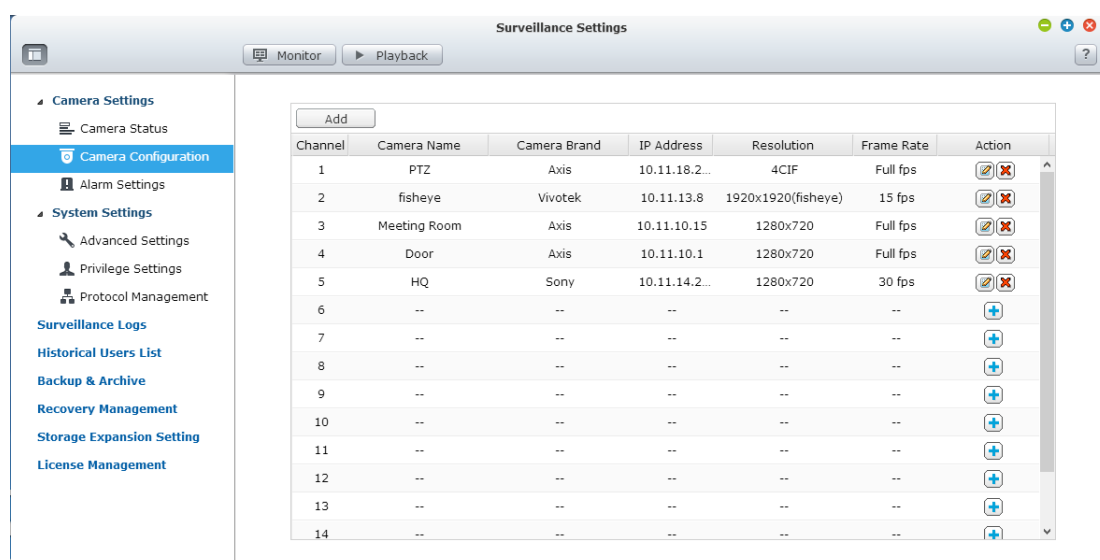 Surveillance Settings
Monitor Playback ?
Camera Settings
Camera Status
Camera Configuration
Alarm Settings
System Settings
Advanced Settings
Privilege Settings
Protocol Management
Surveillance Logs
Historical Users List
Backup & Archive
Recovery Management
Storage Expansion Setting
License Management
Add
Channel Camera Name Camera Brand IP Address Resolution Frame Rate Action
1 PTZ Axis 10.11.18.2... 4CIF Full fps
2 fisheye Vivotek 10.11.13.8 1920x1920(fisheye) 15 fps
3 Meeting Room Axis 10.11.10.15 1280x720 Full fps
4 Door Axis 10.11.10.1 1280x720 Full fps
5 HQ Sony 10.11.14.2... 1280x720 30 fps
6 -- -- -- -- --
7 -- -- -- -- --
8 -- -- -- -- --
9 -- -- -- -- --
10 -- -- -- -- --
11 -- -- -- -- --
12 -- -- -- -- --
13 -- -- -- -- --
14 -- -- -- -- --